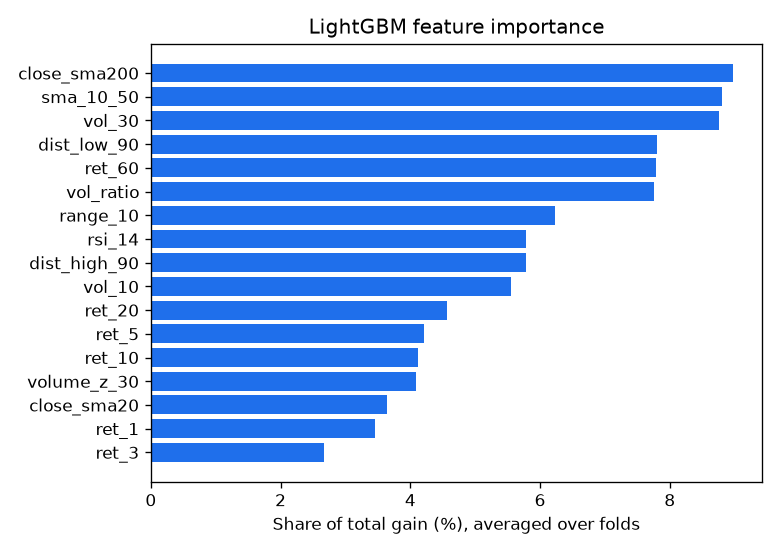 LightGBM feature importance
close_sma200
sma_10_50
vol_30
dist_low_90
ret_60
vol_ratio
range_10
rsi_14
dist_high_90
vol_10
ret_20
ret_5
ret_10
volume_z_30
close_sma20
ret_1
ret_3
0 2 4 6 8
Share of total gain (%), averaged over folds